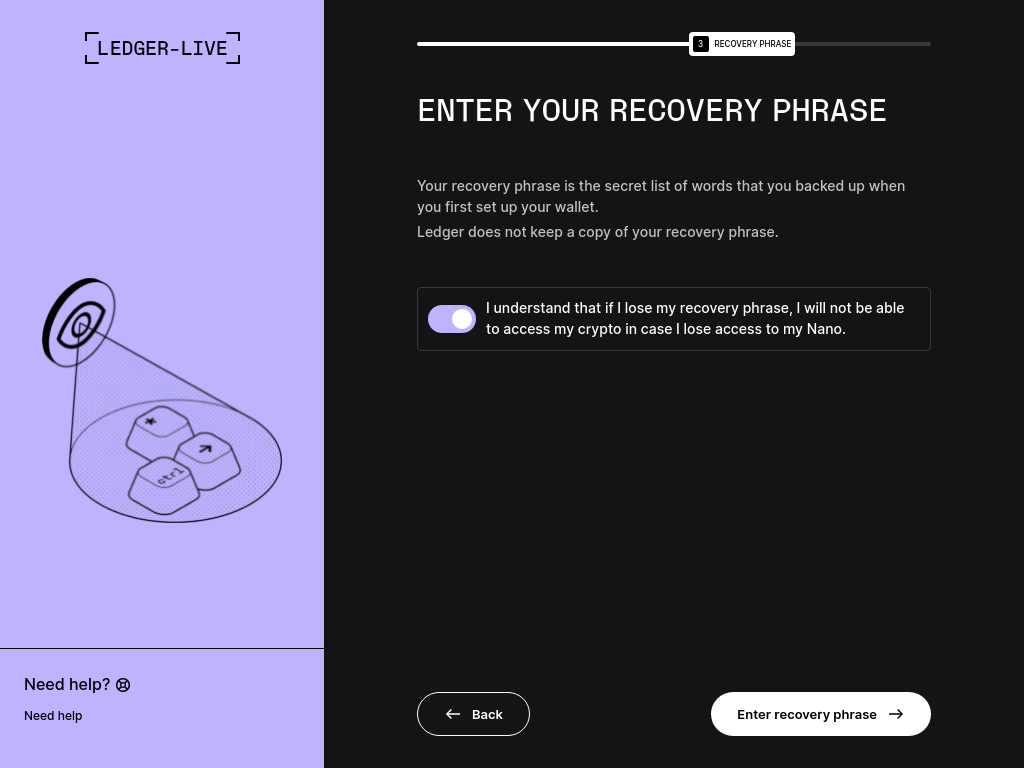 LEDGER-LIVE
3 RECOVERY PHRASE
ENTER YOUR RECOVERY PHRASE
Your recovery phrase is the secret list of words that you backed up when
you first set up your wallet.
Ledger does not keep a copy of your recovery phrase.
I understand that if I lose my recovery phrase, I will not be able
to access my crypto in case I lose access to my Nano.
*
ctrl
Need help?
Need help
Back
Enter recovery phrase